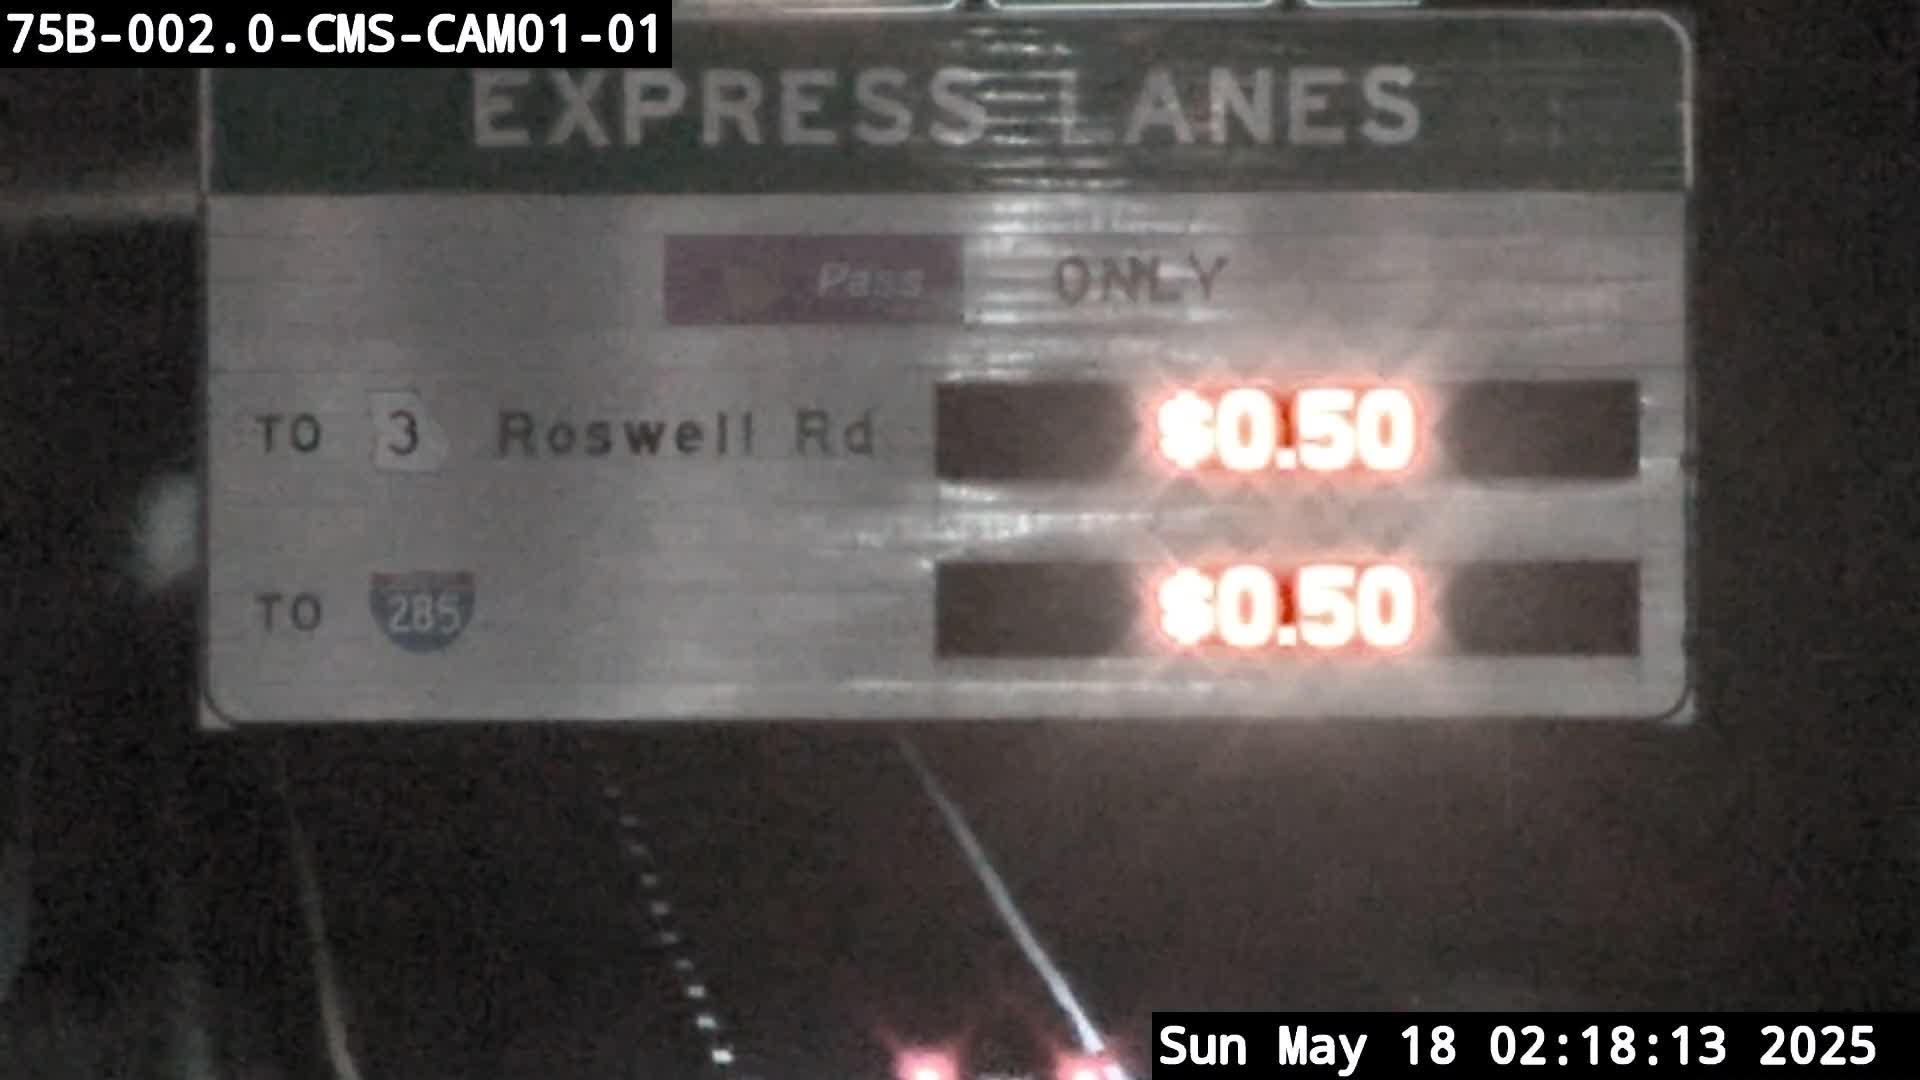 75B-002.0-CMS-CAM01-01
EXPRESS LANES
Pass ONLY
TO 3 Roswell Rd $0.50
TO 285 $0.50
Sun May 18 02:18:13 2025